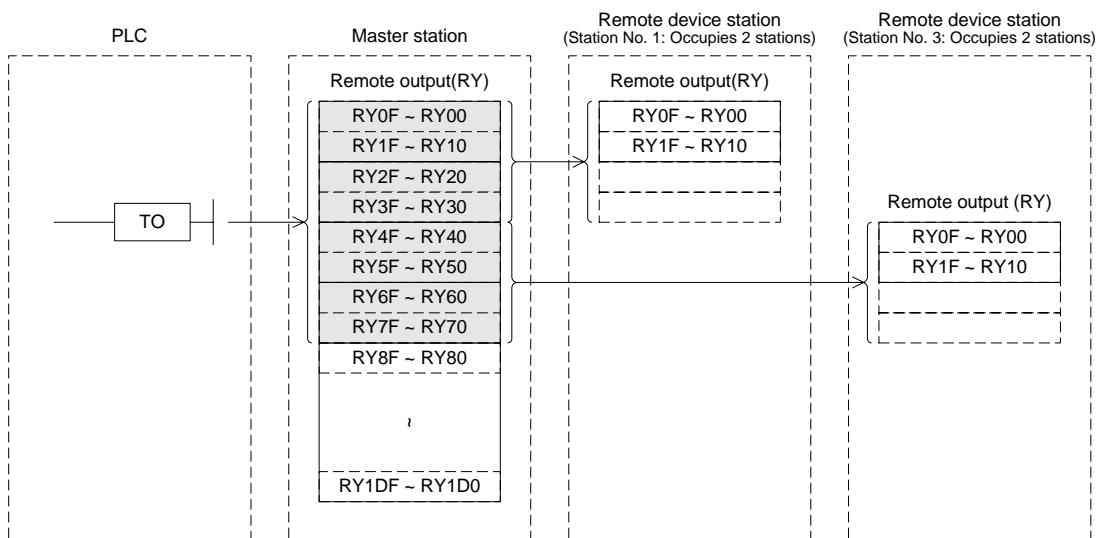 PLC
Master station
Remote device station
(Station No. 1: Occupies 2 stations)
Remote device station
(Station No. 3: Occupies 2 stations)
Remote output(RY)
RY0F ~ RY00
RY1F ~ RY10
RY2F ~ RY20
RY3F ~ RY30
RY4F ~ RY40
RY5F ~ RY50
RY6F ~ RY60
RY7F ~ RY70
RY8F ~ RY80
~
RY1DF ~ RY1D0
TO
Remote output(RY)
RY0F ~ RY00
RY1F ~ RY10
Remote output (RY)
RY0F ~ RY00
RY1F ~ RY10